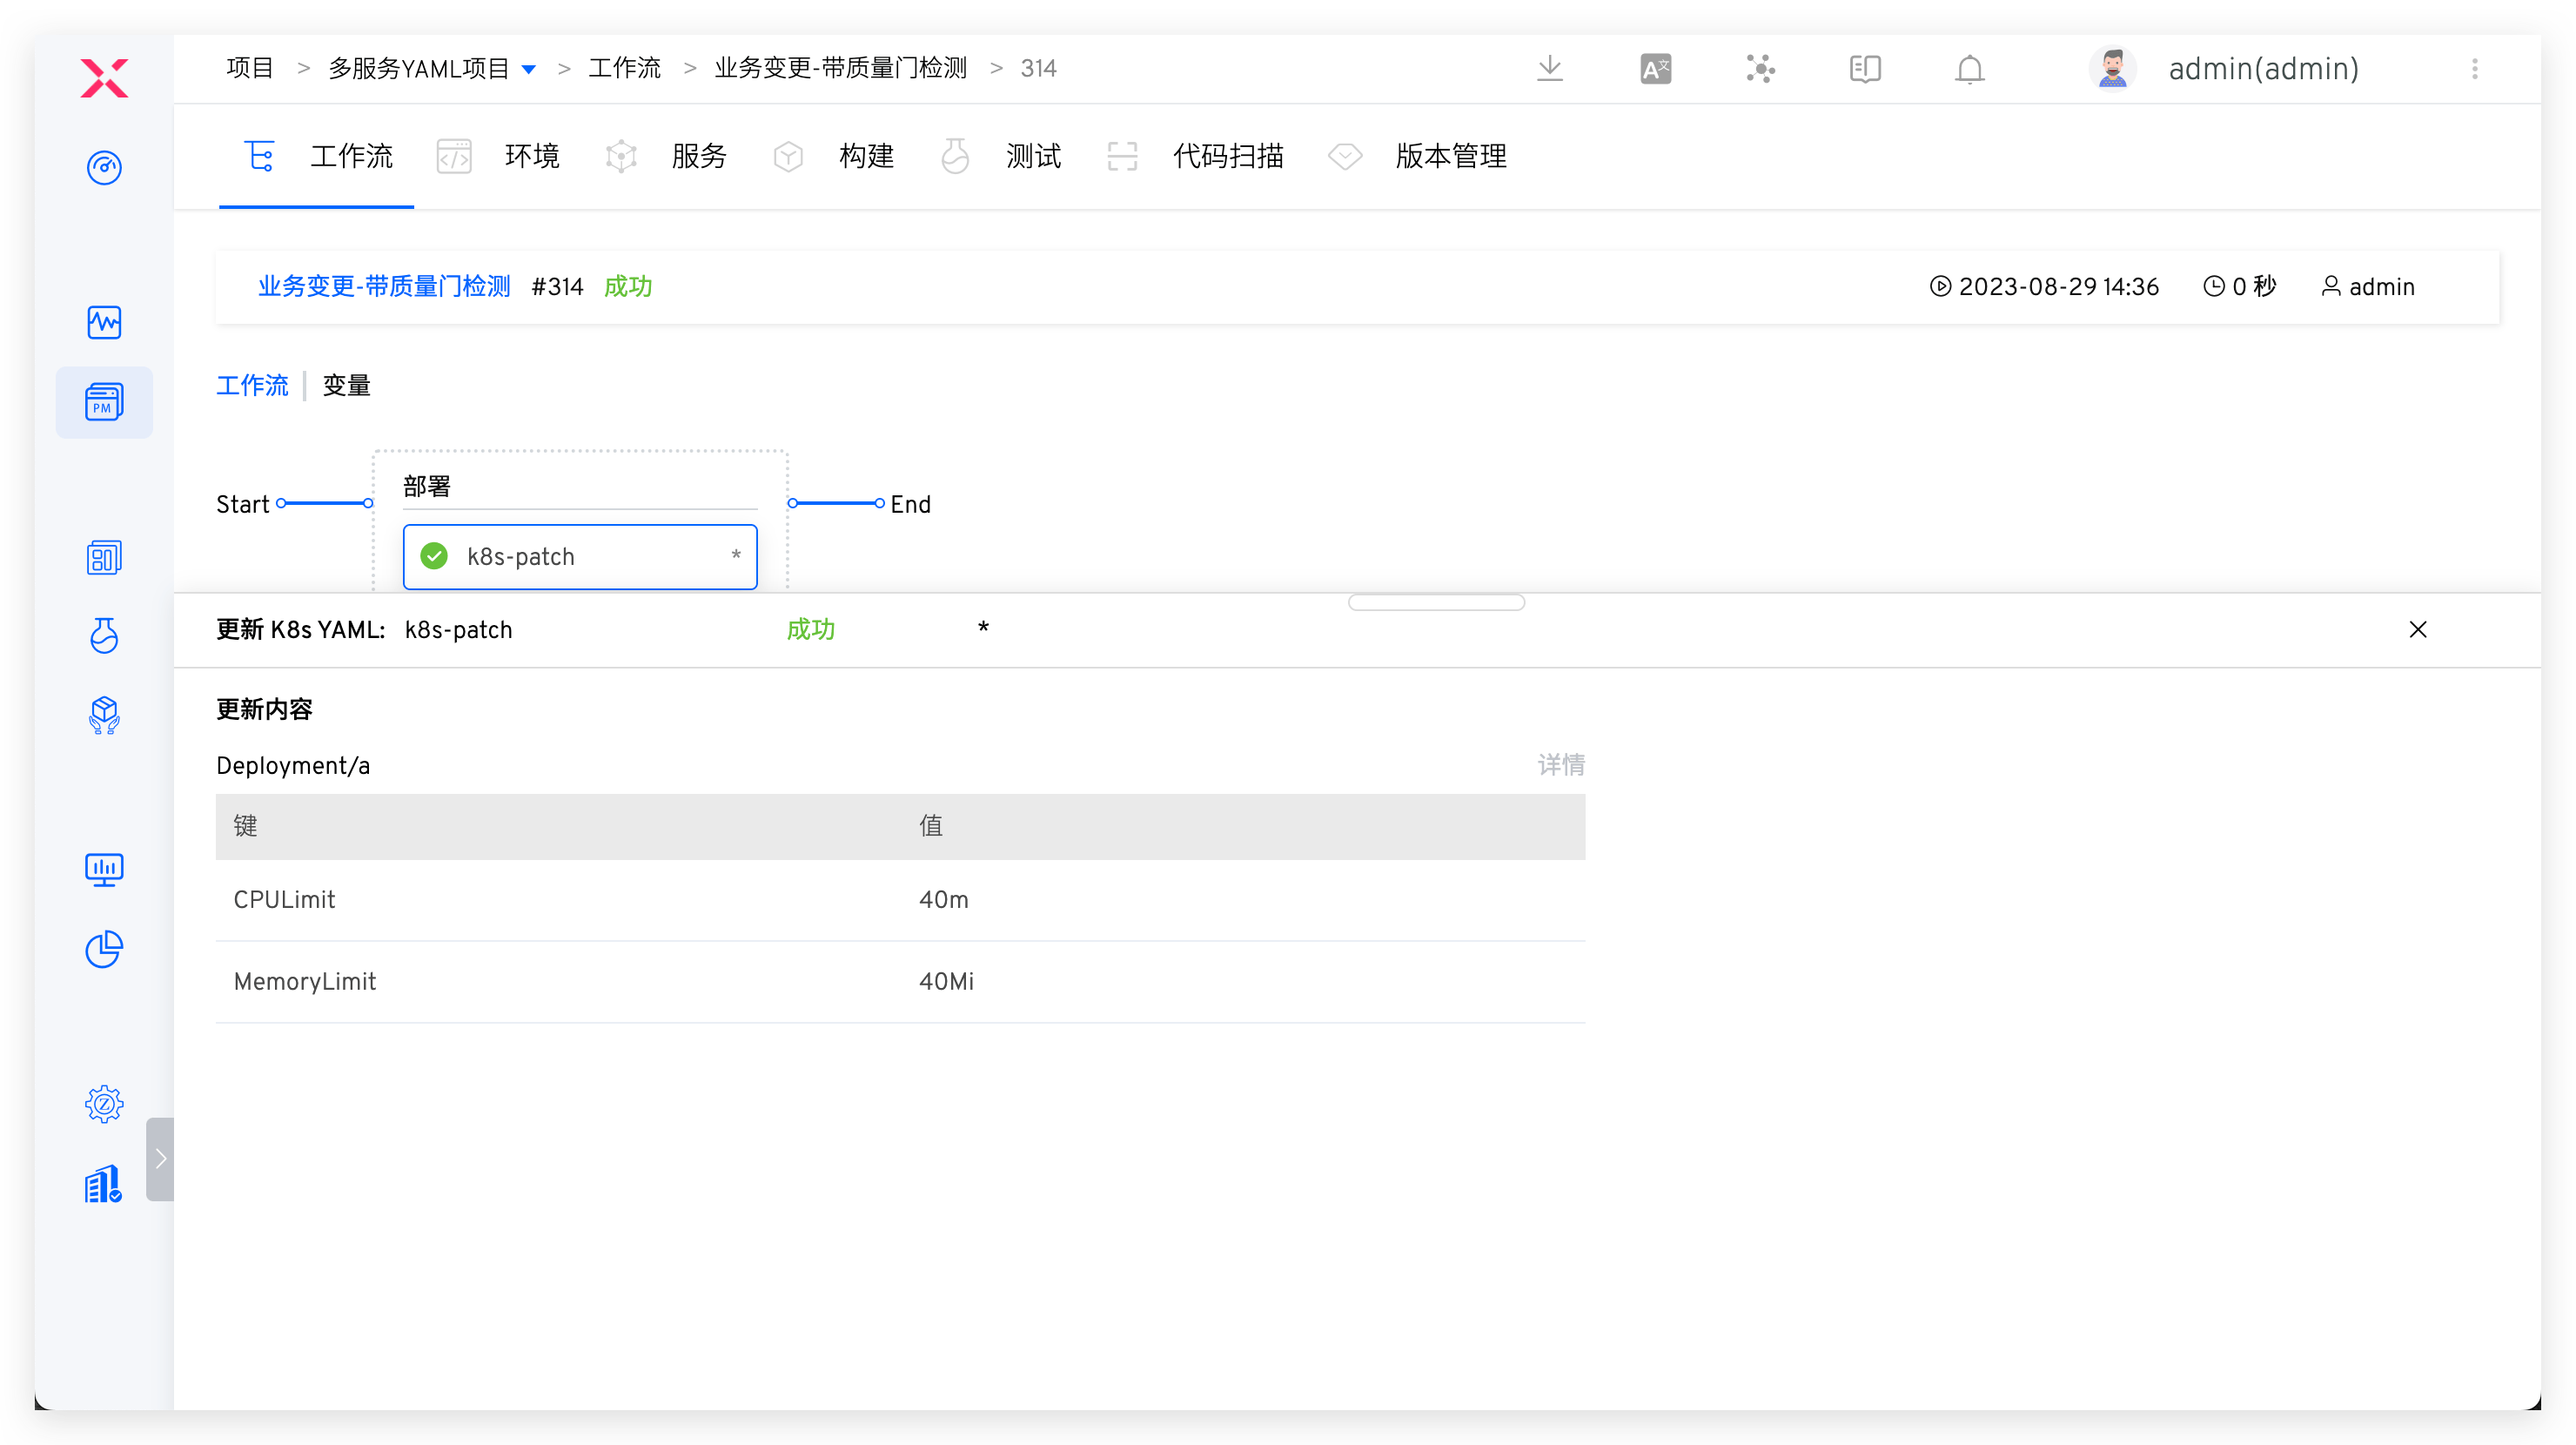 项目 > 多服务YAML项目 > 工作流 > 业务变更-带质量门检测 > 314
A文
admin(admin)
工作流 环境 服务 构建 测试 代码扫描 版本管理
业务变更-带质量门检测 #314 成功
2023-08-29 14:36 0 秒 admin
PM
工作流 变量
Start
部署
End
k8s-patch *
更新 K8s YAML: k8s-patch 成功 *
更新内容
Deployment/a 详情
键 值
CPULimit 40m
MemoryLimit 40Mi
Z